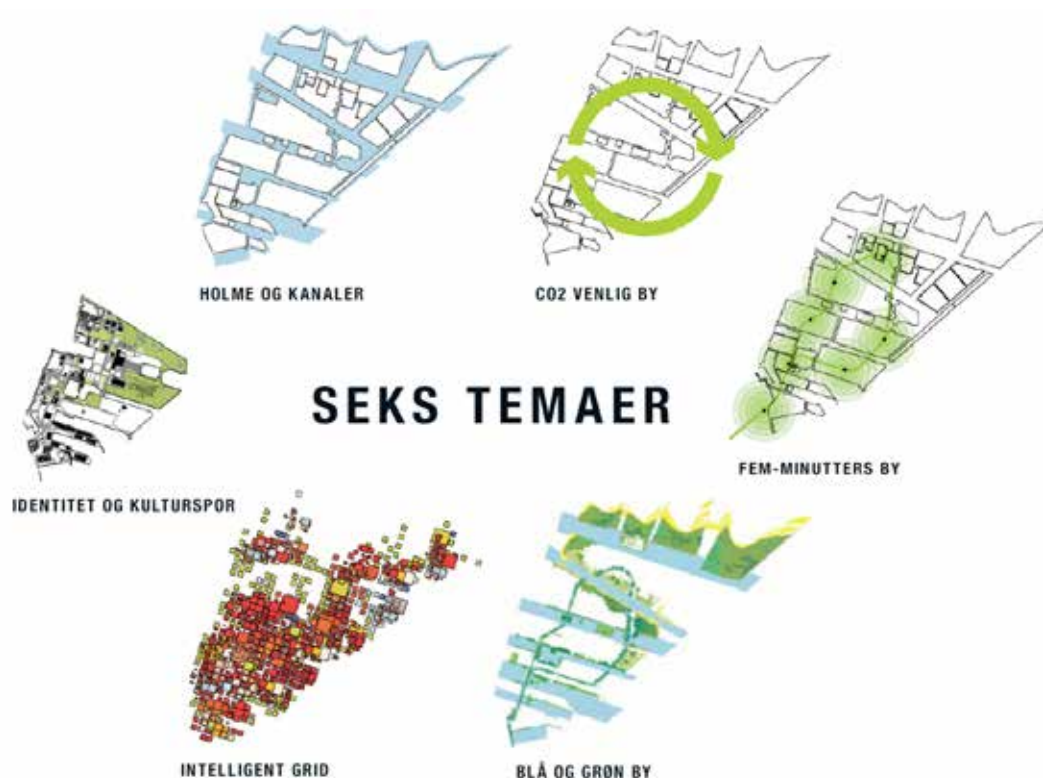 HOLME OG KANALER
CO2 VENLIG BY
SEKS TEMAER
FEM-MINUTTERS BY
IDENTITET OG KULTURSPOR
INTELLIGENT GRID
BLÅ OG GRØN BY